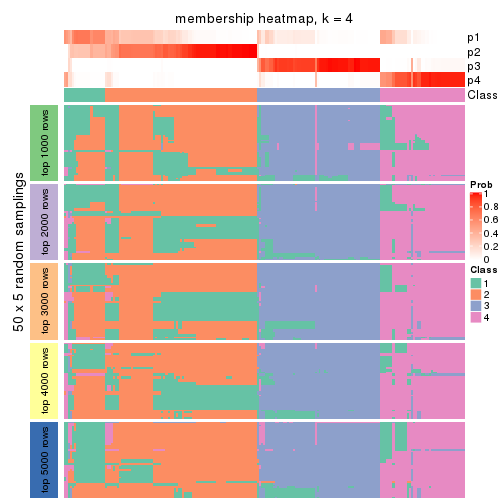 membership heatmap, k = 4
p1
p2
p3
p4
Class
50 x 5 random samplings
top 1000 rows
top 2000 rows
top 3000 rows
top 4000 rows
top 5000 rows
Prob
1
0.8
0.6
0.4
0.2
0
Class
1
2
3
4